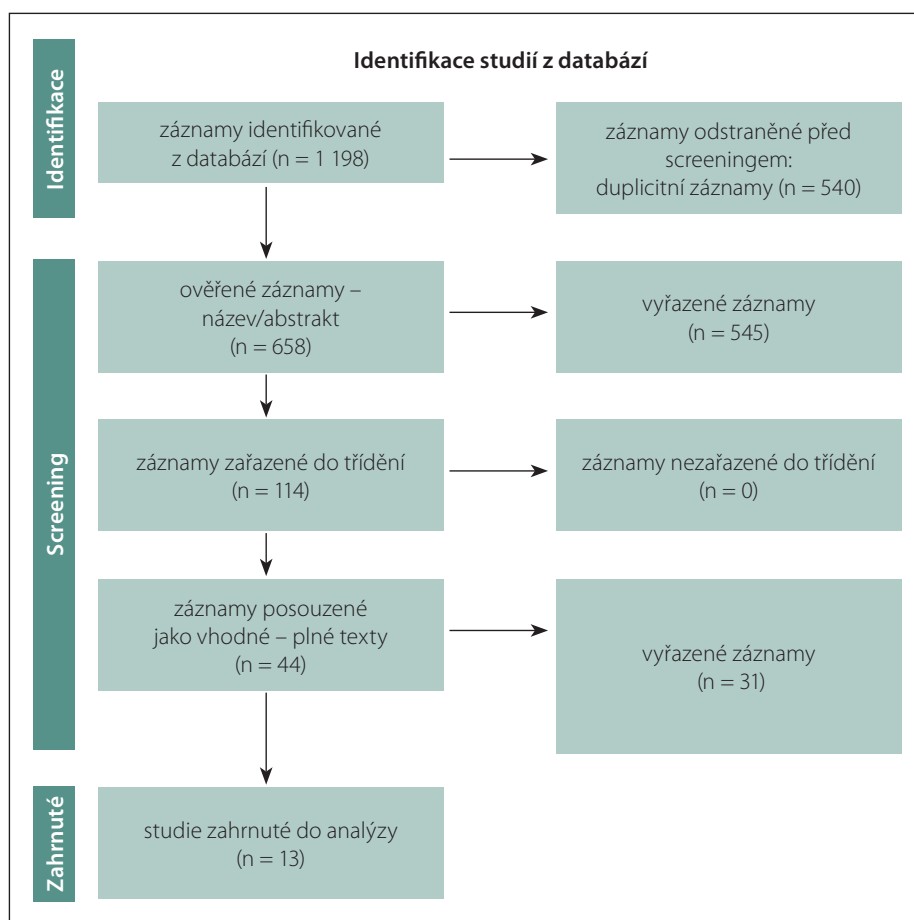 Identifikace studií z databází
Identifikace
záznamy identifikované
z databází (n = 1 198)
záznamy odstraněné před
screeningem:
duplicitní záznamy (n = 540)
Screening
ověřené záznamy –
název/abstrakt
(n = 658)
vyřazené záznamy
(n = 545)
záznamy zařazené do třídění
(n = 114)
záznamy nezařazené do třídění
(n = 0)
záznamy posouzené
jako vhodné – plné texty
(n = 44)
vyřazené záznamy
(n = 31)
Zahrnuté
studie zahrnuté do analýzy
(n = 13)